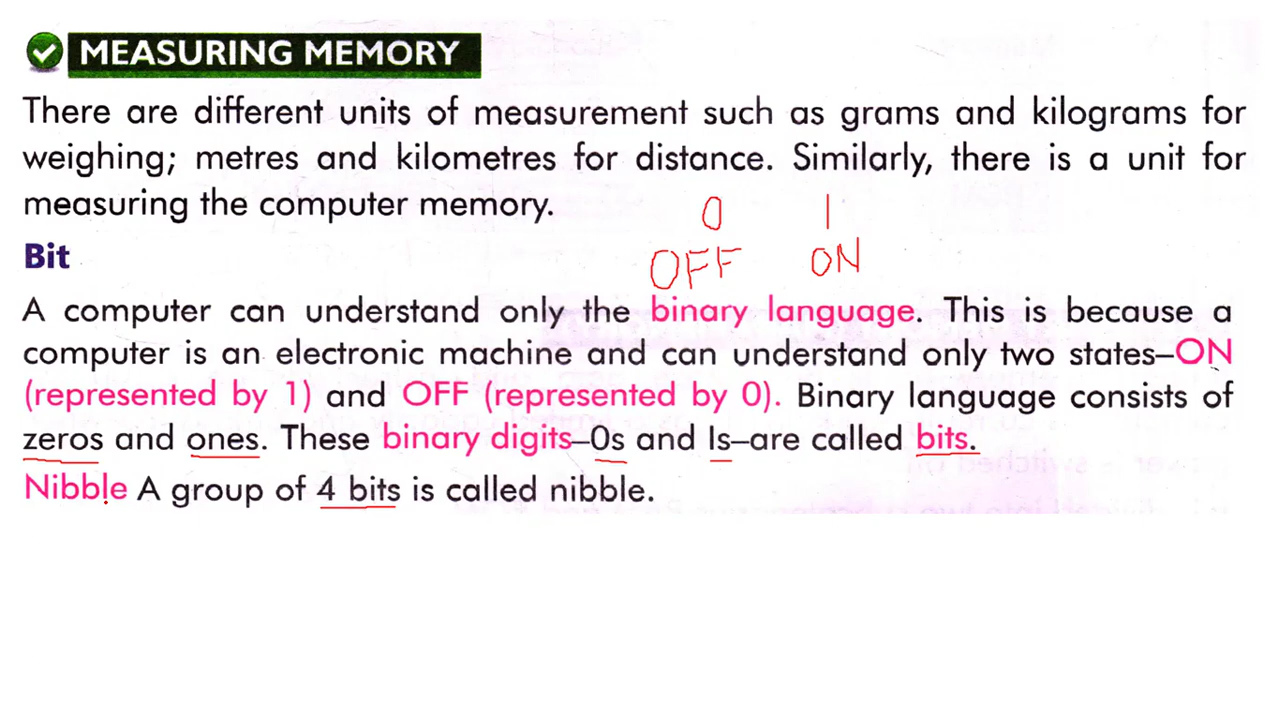 MEASURING MEMORY
There are different units of measurement such as grams and kilograms for
weighing; metres and kilometres for distance. Similarly, there is a unit for
measuring the computer memory.
0 1
Bit
OFF ON
A computer can understand only the binary language. This is because a
computer is an electronic machine and can understand only two states–ON
(represented by 1) and OFF (represented by 0). Binary language consists of
zeros and ones. These binary digits–0s and 1s–are called bits.
Nibble A group of 4 bits is called nibble.